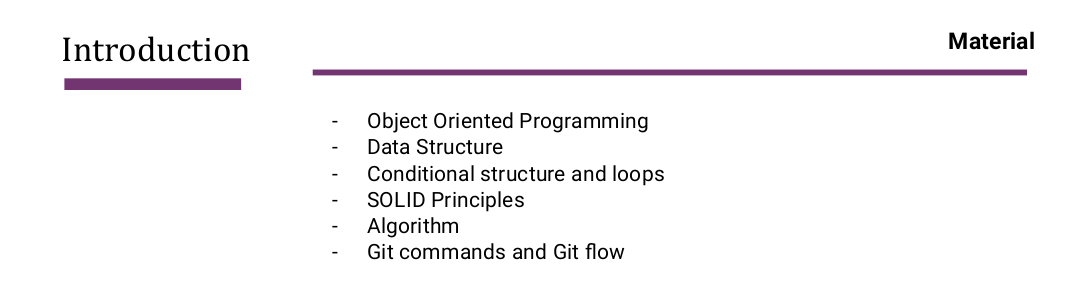 Introduction
Material
- Object Oriented Programming
- Data Structure
- Conditional structure and loops
- SOLID Principles
- Algorithm
- Git commands and Git flow